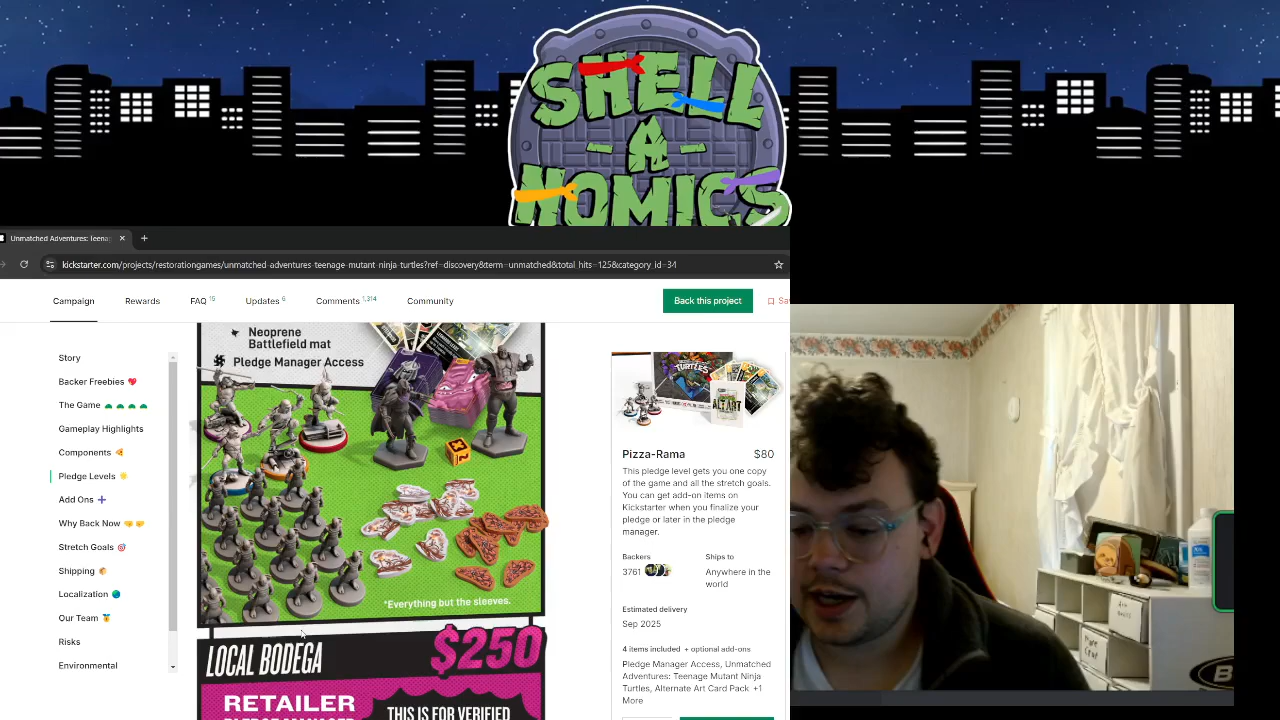 SHELL
-A-
NOMICS
Unmatched Adventures: Teena
kickstarter.com/projects/restorationgames/unmatched-adventures-teenage-mutant-ninja-turtles?ref=discovery&term=unmatched&total_hits=125&category_id=34
Campaign
Rewards
FAQ 15
Updates 6
Comments 1,314
Community
Back this project
Story
Backer Freebies
The Game
Gameplay Highlights
Components
Pledge Levels
Add Ons
Why Back Now
Stretch Goals
Shipping
Localization
Our Team
Risks
Environmental
Neoprene
Battlefield mat
Pledge Manager Access
*Everything but the sleeves.
LOCAL BODEGA
$250
RETAILER
THIS IS FOR VERIFIED
TURTLES
ALT ART
Pizza-Rama $80
This pledge level gets you one copy
of the game and all the stretch goals.
You can get add-on items on
Kickstarter when you finalize your
pledge or later in the pledge
manager.
Backers
3761
Ships to
Anywhere in the
world
Estimated delivery
Sep 2025
4 items included + optional add-ons
Pledge Manager Access, Unmatched
Adventures: Teenage Mutant Ninja
Turtles, Alternate Art Card Pack +1
More